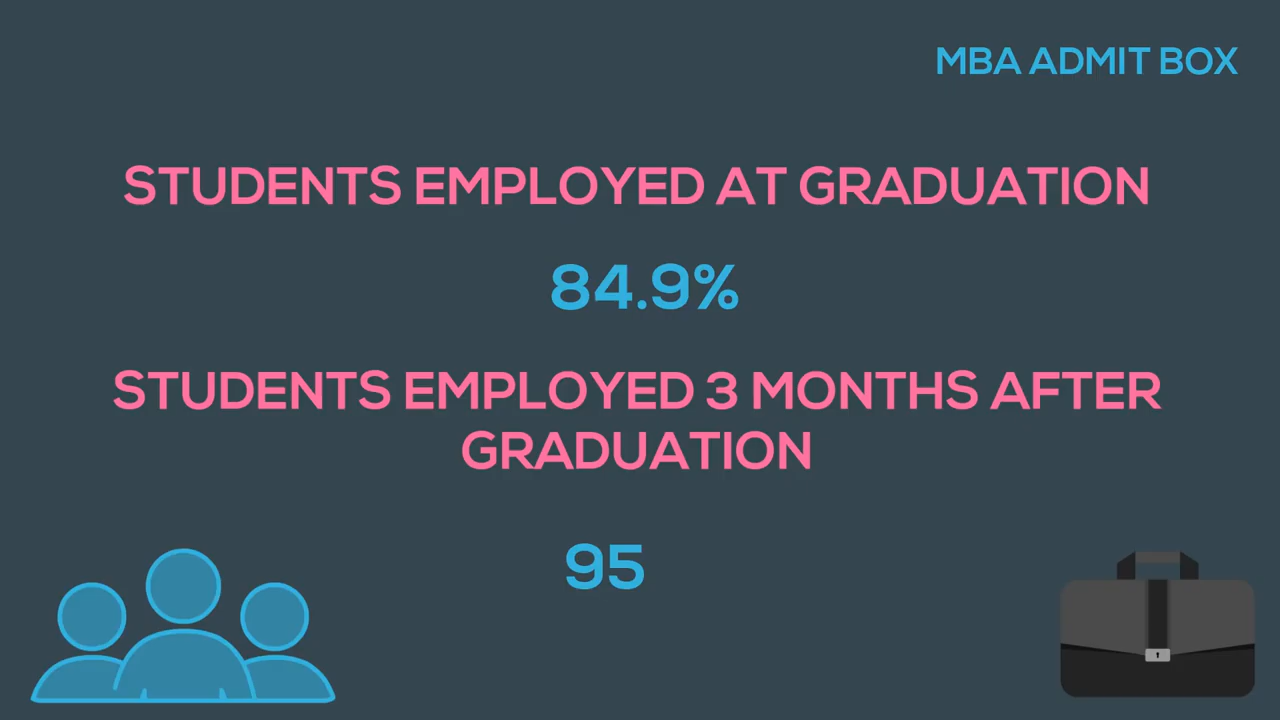 MBA ADMIT BOX
STUDENTS EMPLOYED AT GRADUATION
84.9%
STUDENTS EMPLOYED 3 MONTHS AFTER
GRADUATION
95